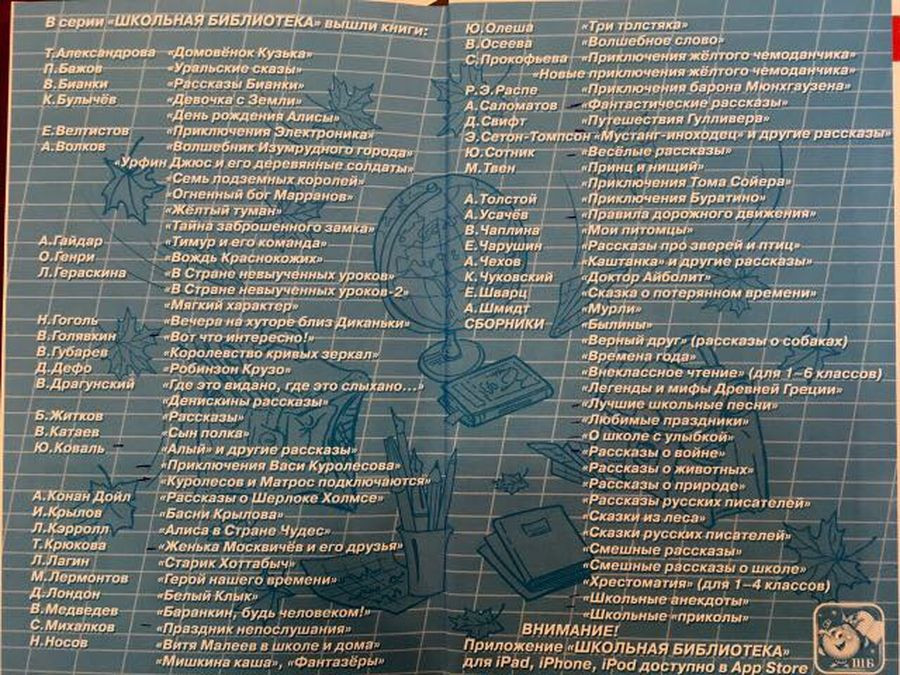 В серии «ШКОЛЬНАЯ БИБЛИОТЕКА» вышли книги:
Т.Александрова «Домовёнок Кузька»
П.Бажов «Уральские сказы»
В.Бианки «Рассказы Бианки»
К.Булычёв «Девочка с Земли»
«День рождения Алисы»
Е.Велтистов «Приключения Электроника»
А.Волков «Волшебник Изумрудного города»
«Урфин Джюс и его деревянные солдаты»
«Семь подземных королей»
«Огненный бог Марранов»
«Жёлтый туман»
«Тайна заброшенного замка»
А.Гайдар «Тимур и его команда»
О.Генри «Вождь Краснокожих»
Л.Гераскина «В Стране невыученных уроков»
«В Стране невыученных уроков-2»
«Мягкий характер»
Н.Гоголь «Вечера на хуторе близ Диканьки»
В.Голявкин «Вот что интересно!»
В.Губарев «Королевство кривых зеркал»
Д.Дефо «Робинзон Крузо»
В.Драгунский «Где это видано, где это слыхано...»
«Денискины рассказы»
Б.Житков «Рассказы»
В.Катаев «Сын полка»
Ю.Коваль «Алый» и другие рассказы»
«Приключения Васи Куролесова»
«Куролесов и Матрос подключаются»
А.Конан Дойл «Рассказы о Шерлоке Холмсе»
И.Крылов «Басни Крылова»
Л.Кэрролл «Алиса в Стране Чудес»
Т.Крюкова «Женька Москвичёв и его друзья»
Л.Лагин «Старик Хоттабыч»
М.Лермонтов «Герой нашего времени»
Д.Лондон «Белый Клык»
В.Медведев «Баранкин, будь человеком!»
С.Михалков «Праздник непослушания»
Н.Носов «Витя Малеев в школе и дома»
«Мишкина каша», «Фантазёры»
Ю.Олеша «Три толстяка»
В.Осеева «Волшебное слово»
С.Прокофьева «Приключения жёлтого чемоданчика»
«Новые приключения жёлтого чемоданчика»
Р.Э.Распе «Приключения барона Мюнхгаузена»
А.Саломатов «Фантастические рассказы»
Д.Свифт «Путешествия Гулливера»
Э.Сетон-Томпсон «Мустанг-иноходец» и другие рассказы»
Ю.Сотник «Весёлые рассказы»
М.Твен «Принц и нищий»
«Приключения Тома Сойера»
А.Толстой «Приключения Буратино»
А.Усачёв «Правила дорожного движения»
В.Чаплина «Мои питомцы»
Е.Чарушин «Рассказы про зверей и птиц»
А.Чехов «Каштанка» и другие рассказы»
К.Чуковский «Доктор Айболит»
Е.Шварц «Сказка о потерянном времени»
А.Шмидт «Мурли»
СБОРНИКИ «Былины»
«Верный друг» (рассказы о собаках)
«Времена года»
«Внеклассное чтение» (для 1–6 классов)
«Легенды и мифы Древней Греции»
«Лучшие школьные песни»
«Любимые праздники»
«О школе с улыбкой»
«Рассказы о войне»
«Рассказы о животных»
«Рассказы о природе»
«Рассказы русских писателей»
«Сказки из леса»
«Сказки русских писателей»
«Смешные рассказы»
«Смешные рассказы о школе»
«Хрестоматия» (для 1–4 классов)
«Школьные анекдоты»
«Школьные "приколы"
ВНИМАНИЕ!
Приложение «ШКОЛЬНАЯ БИБЛИОТЕКА»
для iPad, iPhone, iPod доступно в App Store
ШБ